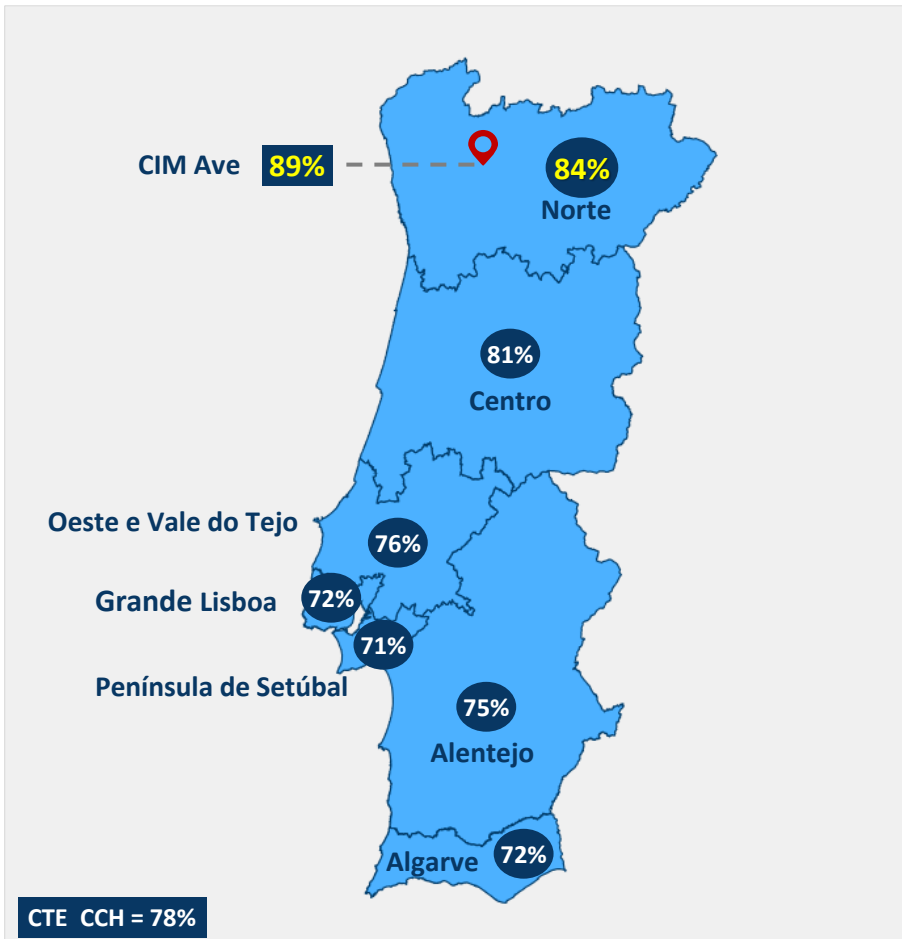 CIM Ave 89%
84%
Norte
81%
Centro
Oeste e Vale do Tejo
76%
Grande Lisboa 72%
71%
Península de Setúbal
75%
Alentejo
Algarve 72%
CTE CCH = 78%